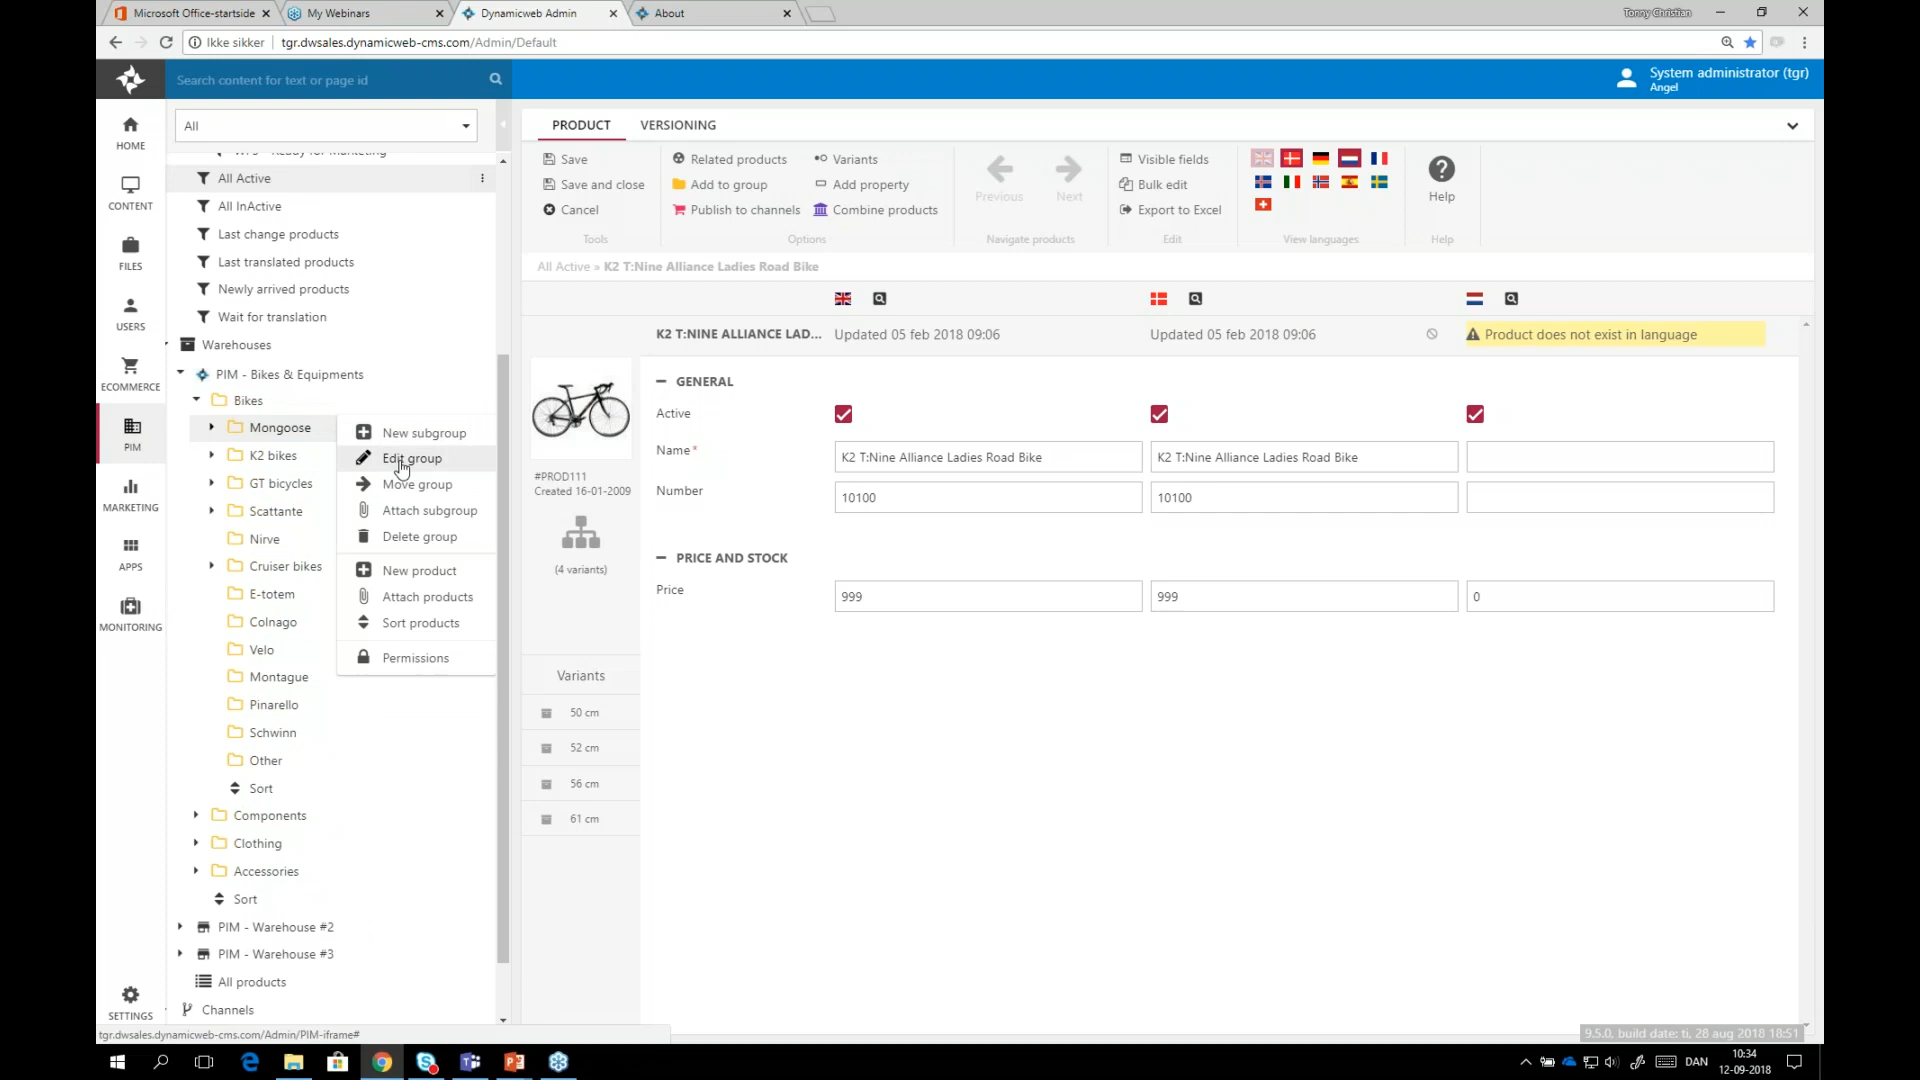 Microsoft Office-startside
My Webinars
Dynamicweb Admin
About
Tonny Christian
Ikke sikker
tgr.dwsales.dynamicweb-cms.com/Admin/Default
Search content for text or page id
System administrator (tgr)
Angel
HOME
CONTENT
FILES
USERS
ECOMMERCE
PIM
MARKETING
APPS
MONITORING
SETTINGS
All
All Active
All InActive
Last change products
Last translated products
Newly arrived products
Wait for translation
Warehouses
PIM - Bikes & Equipments
Bikes
Mongoose
K2 bikes
GT bicycles
Scattante
Nirve
Cruiser bikes
E-totem
Colnago
Velo
Montague
Pinarello
Schwinn
Other
Sort
Components
Clothing
Accessories
Sort
PIM - Warehouse #2
PIM - Warehouse #3
All products
Channels
New subgroup
Edit group
Move group
Attach subgroup
Delete group
New product
Attach products
Sort products
Permissions
PRODUCT VERSIONING
Save
Save and close
Cancel
Tools
Related products
Add to group
Publish to channels
Variants
Add property
Combine products
Options
Previous
Next
Navigate products
Visible fields
Bulk edit
Export to Excel
Edit
View languages
Help
Help
All Active » K2 T:Nine Alliance Ladies Road Bike
K2 T:NINE ALLIANCE LAD... Updated 05 feb 2018 09:06 Updated 05 feb 2018 09:06 Product does not exist in language
#PROD111
Created 16-01-2009
(4 variants)
Variants
50 cm
52 cm
56 cm
61 cm
GENERAL
Active
Name* K2 T:Nine Alliance Ladies Road Bike K2 T:Nine Alliance Ladies Road Bike
Number 10100 10100
PRICE AND STOCK
Price 999 999 0
tgr.dwsales.dynamicweb-cms.com/Admin/PIM-iframe#
9.5.0, build date: ti, 28 aug 2018 18:51
DAN
10:34
12-09-2018